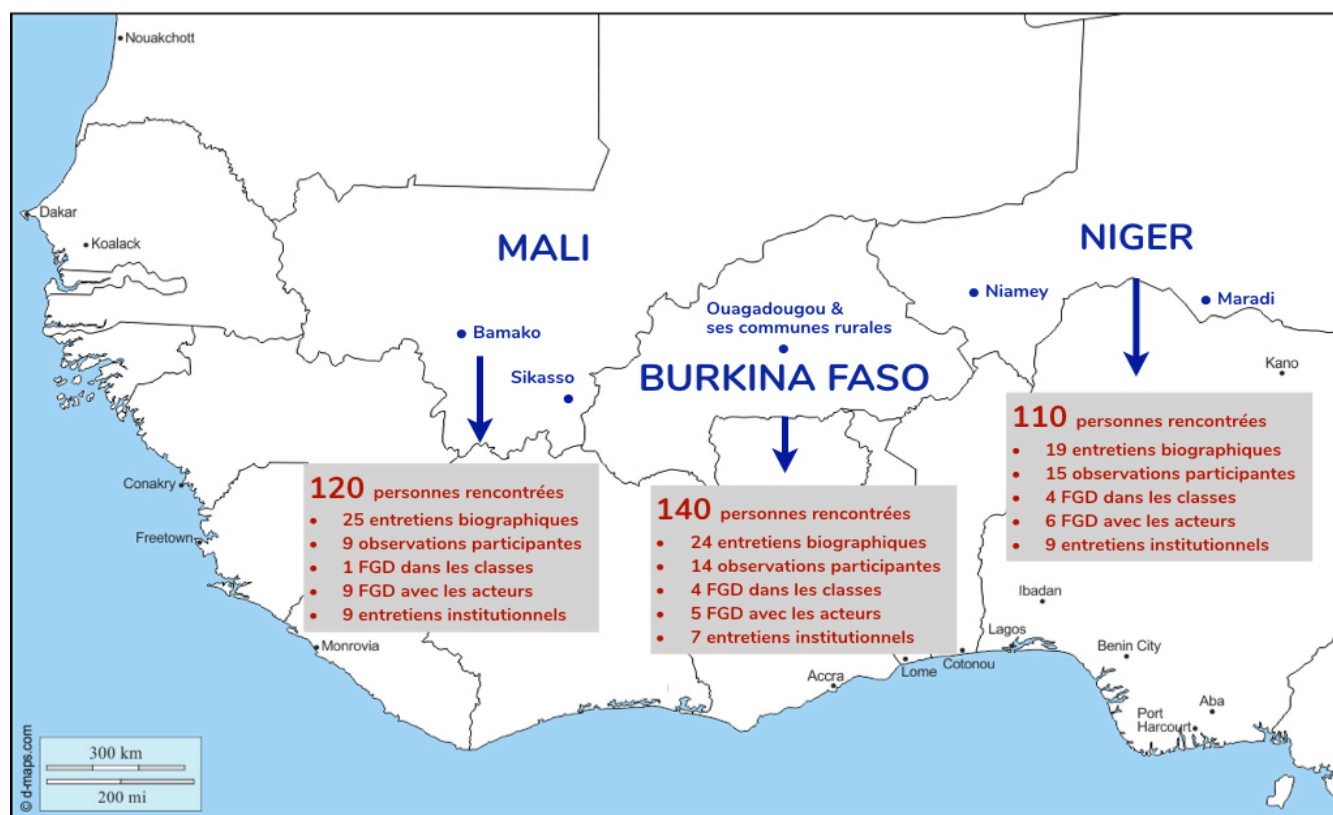 Nouakchott
Dakar
Koalack
MALI
NIGER
Bamako
Sikasso
Ouagadougou &
ses communes rurales
BURKINA FASO
Niamey
Maradi
Kano
120 personnes rencontrées
• 25 entretiens biographiques
• 9 observations participantes
• 1 FGD dans les classes
• 9 FGD avec les acteurs
• 9 entretiens institutionnels
140 personnes rencontrées
• 24 entretiens biographiques
• 14 observations participantes
• 4 FGD dans les classes
• 5 FGD avec les acteurs
• 7 entretiens institutionnels
110 personnes rencontrées
• 19 entretiens biographiques
• 15 observations participantes
• 4 FGD dans les classes
• 6 FGD avec les acteurs
• 9 entretiens institutionnels
Conakry
Freetown
Monrovia
Accra
Lome
Cotonou
Lagos
Ibadan
Benin City
Port
Harcourt
Aba
300 km
200 mi
© d-maps.com